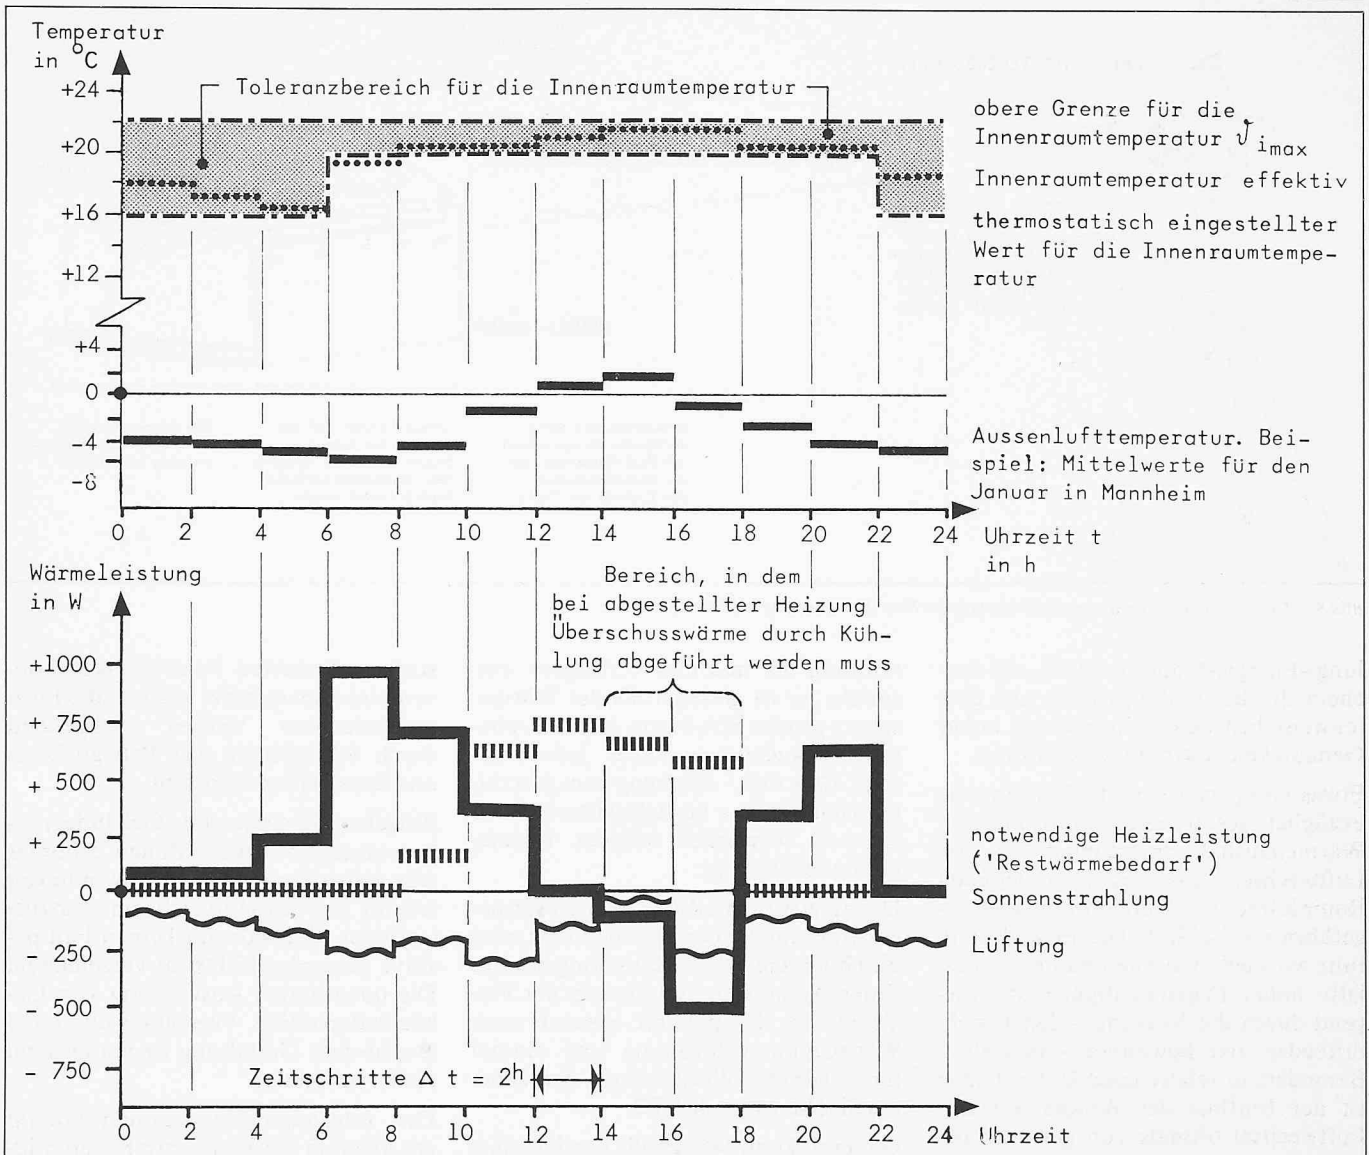 Temperatur
in °C
+24
+20
+16
+12
+4
0
-4
-8
Toleranzbereich für die Innenraumtemperatur
obere Grenze für die
Innenraumtemperatur ϑimax
Innenraumtemperatur effektiv
thermostatisch eingestellter
Wert für die Innenraumtempe-
ratur
Aussenlufttemperatur. Bei-
spiel: Mittelwerte für den
Januar in Mannheim
0 2 4 6 8 10 12 14 16 18 20 22 24
Uhrzeit t
in h
Wärmeleistung
in W
Bereich, in dem
bei abgestellter Heizung
Überschusswärme durch Küh-
lung abgeführt werden muss
+1000
+ 750
500
+
250
+
0
- 250
- 500
- 750
notwendige Heizleistung
('Restwärmebedarf')
Sonnenstrahlung
Lüftung
Zeitschritte Δ t = 2h
0 2 4 6 8 10 12 14 16 18 20 22 24
Uhrzeit